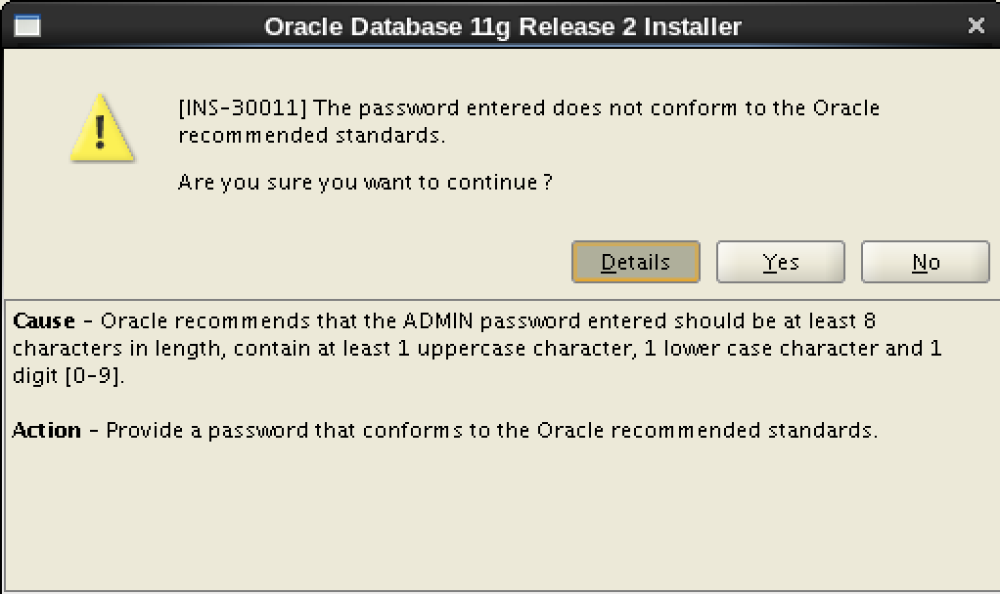 Oracle Database 11g Release 2 Installer
[INS-30011] The password entered does not conform to the Oracle
recommended standards.
Are you sure you want to continue?
Details
Yes
No
Cause - Oracle recommends that the ADMIN password entered should be at least 8
characters in length, contain at least 1 uppercase character, 1 lower case character and 1
digit [0-9].
Action - Provide a password that conforms to the Oracle recommended standards.